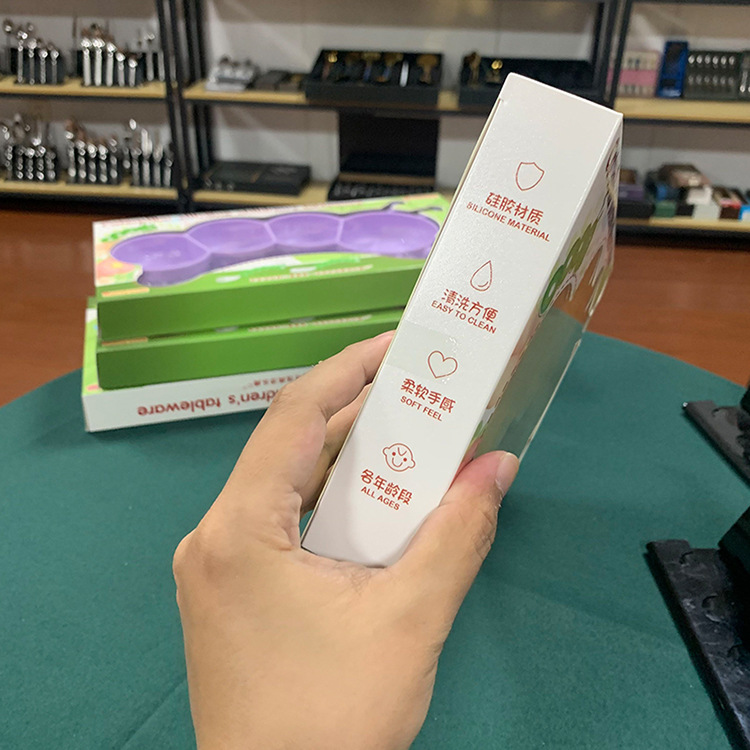 硅胶材质
SILICONE MATERIAL
清洗方便
EASY TO CLEAN
柔软手感
SOFT FEEL
各年龄段
ALL AGES
dren's tableware